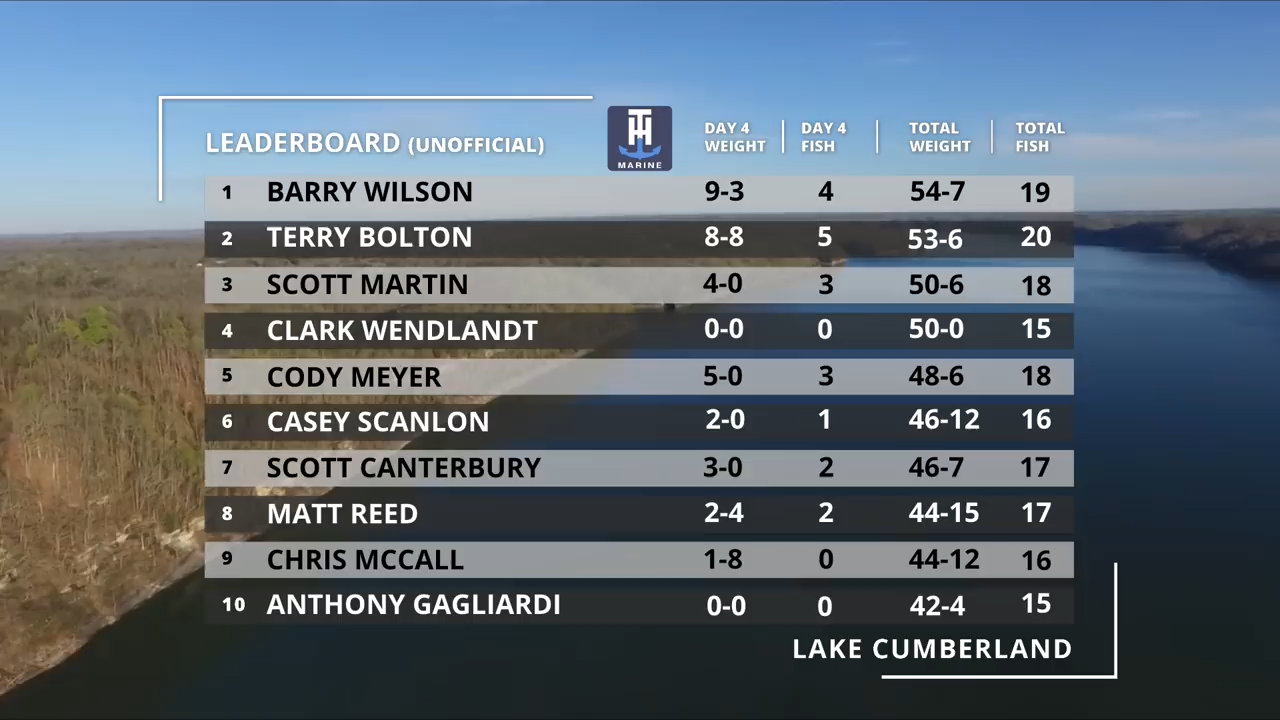 LEADERBOARD (UNOFFICIAL)
TH
MARINE
DAY 4 WEIGHT
DAY 4 FISH
TOTAL WEIGHT
TOTAL FISH
1 BARRY WILSON 9-3 4 54-7 19
2 TERRY BOLTON 8-8 5 53-6 20
3 SCOTT MARTIN 4-0 3 50-6 18
4 CLARK WENDLANDT 0-0 0 50-0 15
5 CODY MEYER 5-0 3 48-6 18
6 CASEY SCANLON 2-0 1 46-12 16
7 SCOTT CANTERBURY 3-0 2 46-7 17
8 MATT REED 2-4 2 44-15 17
9 CHRIS MCCALL 1-8 0 44-12 16
10 ANTHONY GAGLIARDI 0-0 0 42-4 15
LAKE CUMBERLAND